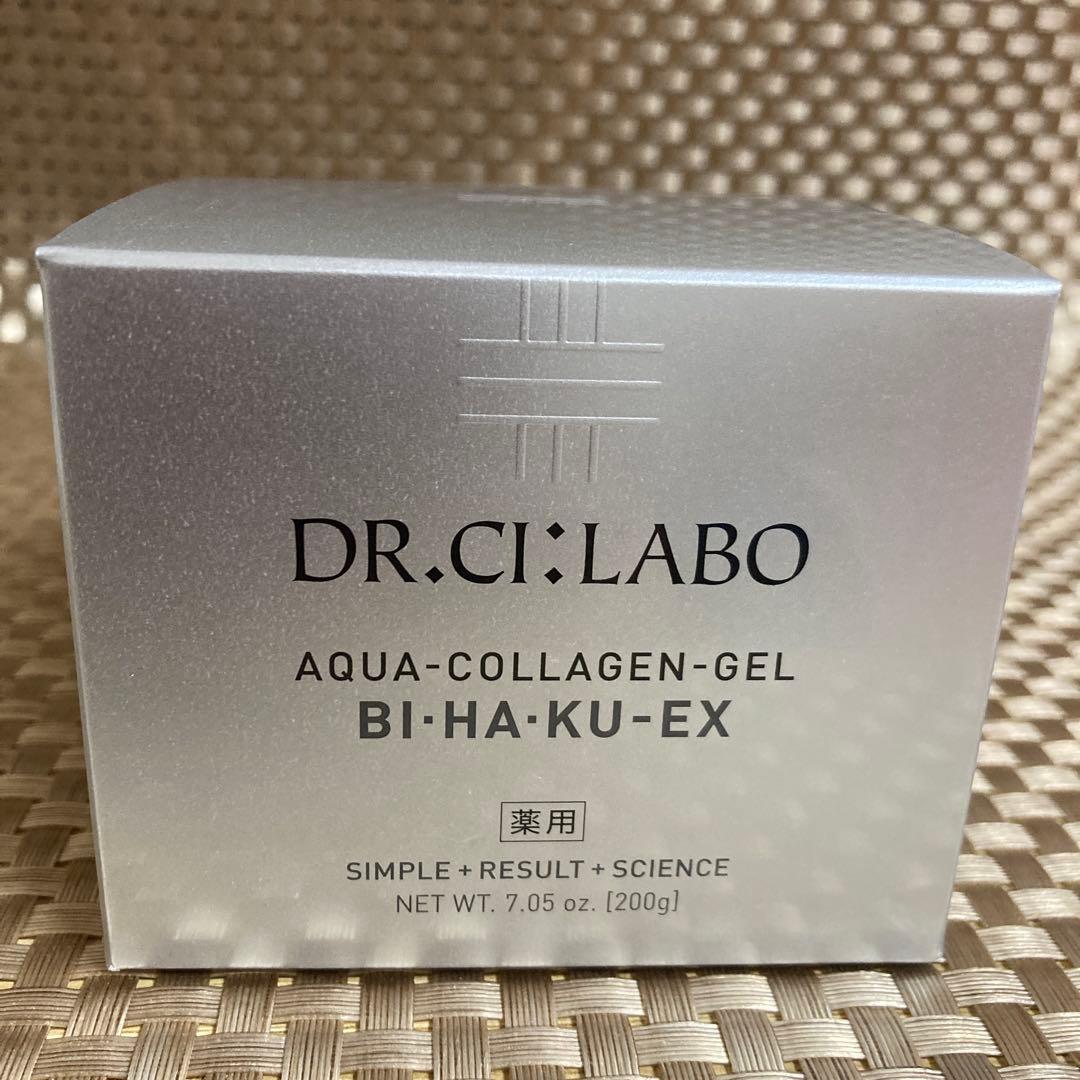 DR.CI:LABO
AQUA-COLLAGEN-GEL
BI·HA·KU-EX
薬用
SIMPLE + RESULT + SCIENCE
NET WT. 7.05 oz. [200g]